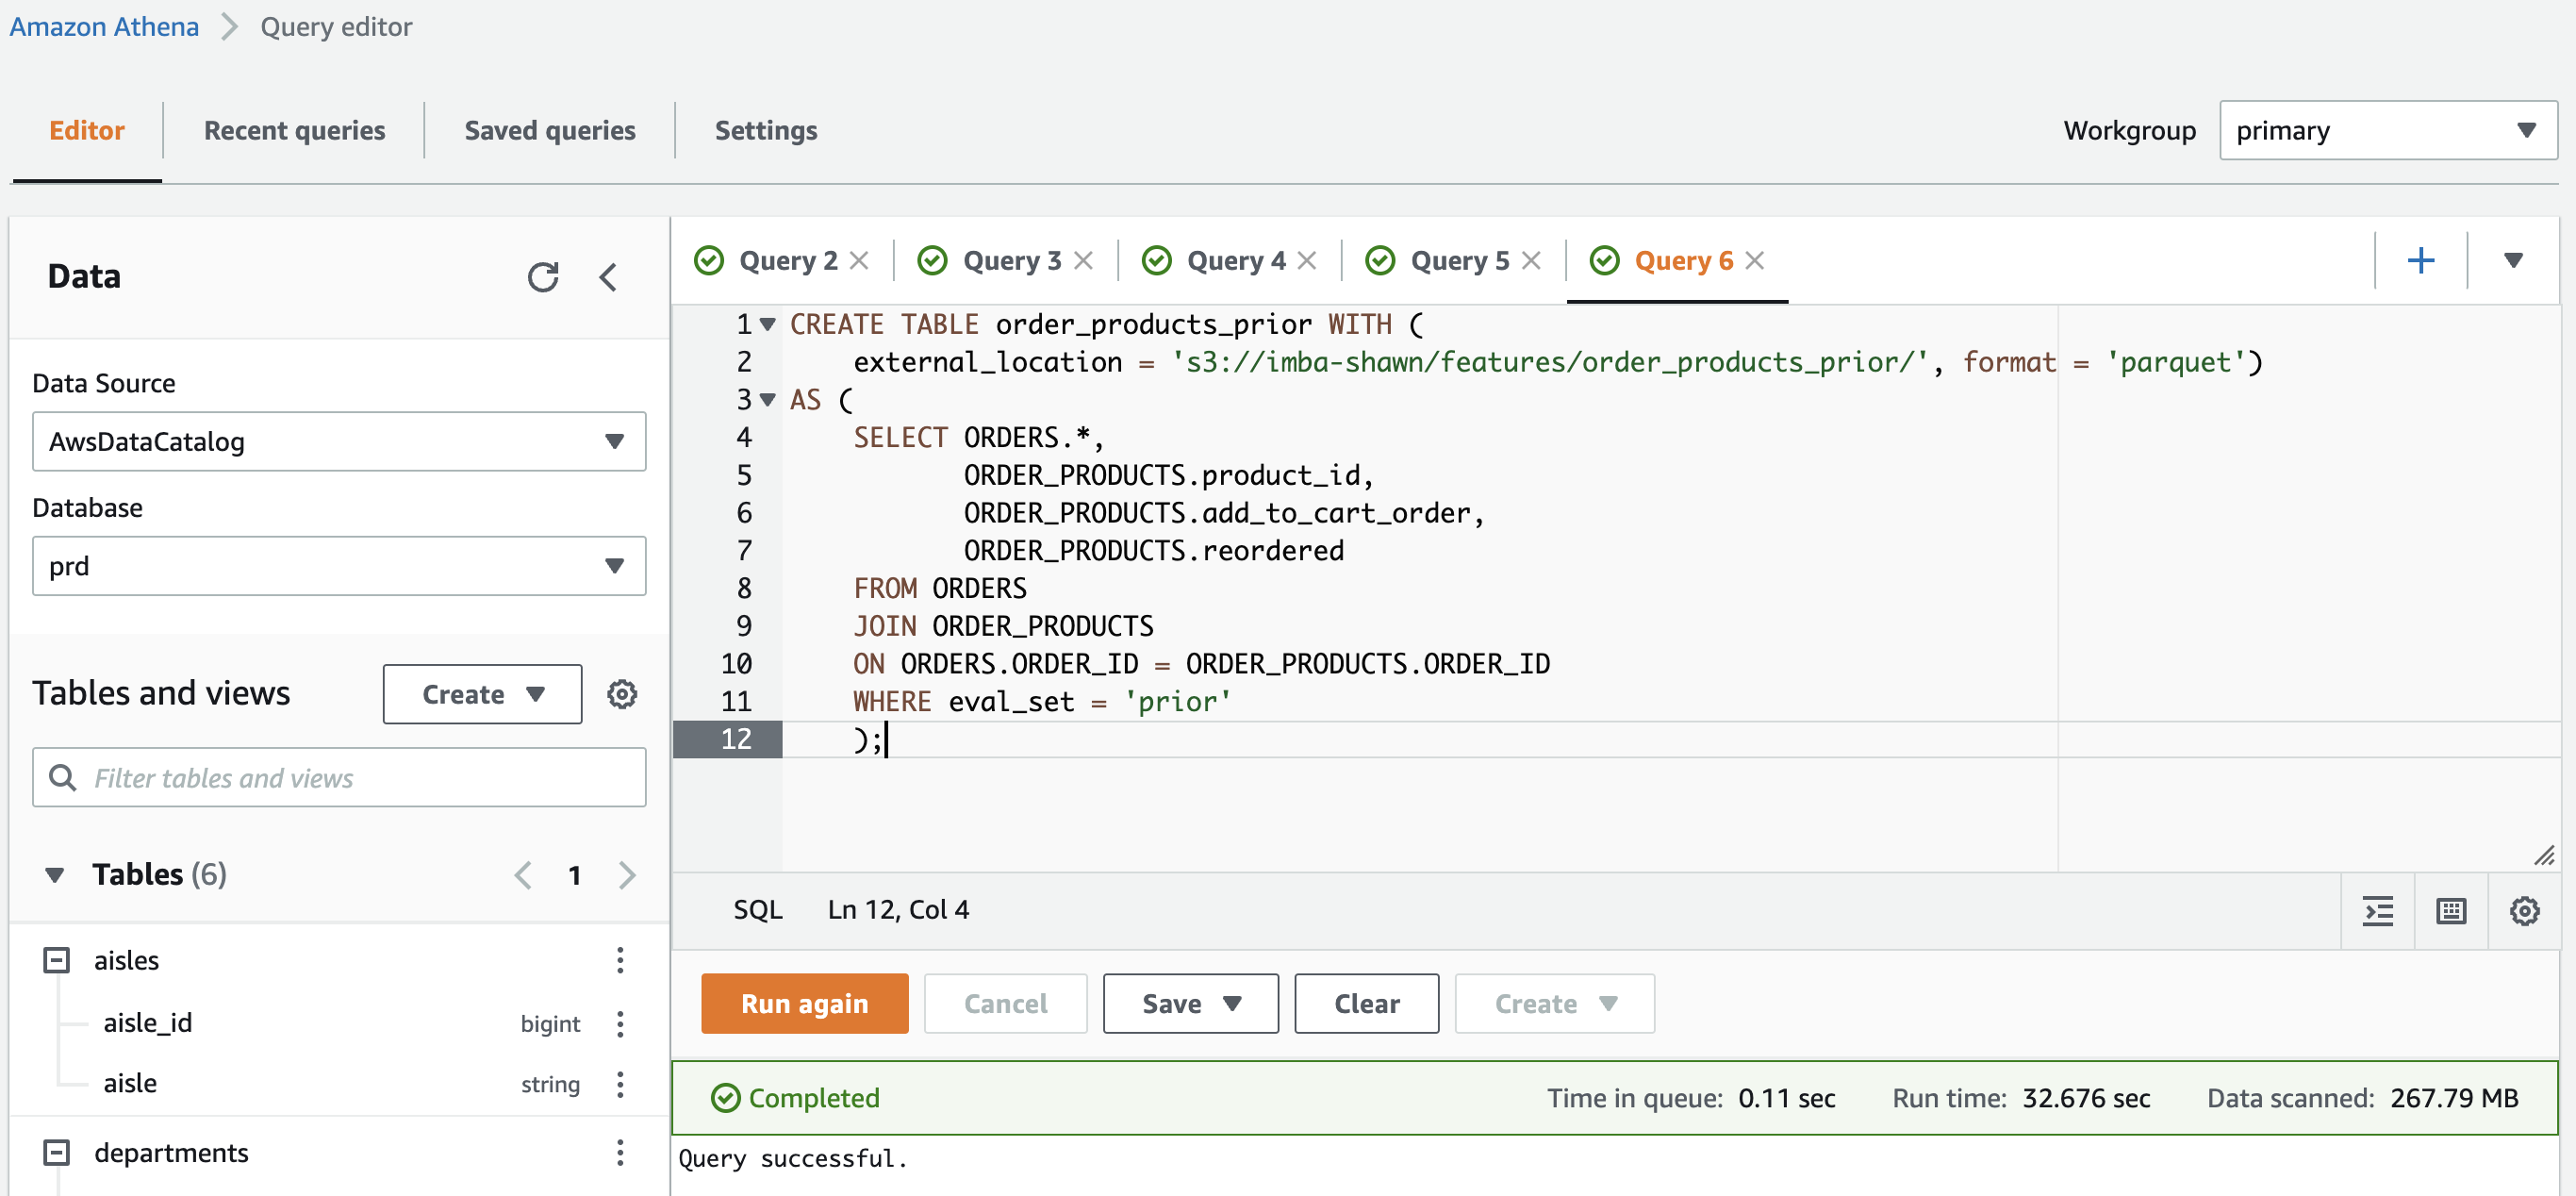 Amazon Athena Query editor
Editor Recent queries Saved queries Settings Workgroup primary
Data
Data Source
AwsDataCatalog
Database
prd
Tables and views Create
Filter tables and views
Tables (6) 1
aisles
aisle_id bigint
aisle string
departments
Query 2 Query 3 Query 4 Query 5 Query 6
1 CREATE TABLE order_products_prior WITH (
2 external_location = 's3://imba-shawn/features/order_products_prior/', format = 'parquet')
3 AS (
4 SELECT ORDERS.*,
5 ORDER_PRODUCTS.product_id,
6 ORDER_PRODUCTS.add_to_cart_order,
7 ORDER_PRODUCTS.reordered
8 FROM ORDERS
9 JOIN ORDER_PRODUCTS
10 ON ORDERS.ORDER_ID = ORDER_PRODUCTS.ORDER_ID
11 WHERE eval_set = 'prior'
12 );
SQL Ln 12, Col 4
Run again Cancel Save Clear Create
Completed Time in queue: 0.11 sec Run time: 32.676 sec Data scanned: 267.79 MB
Query successful.